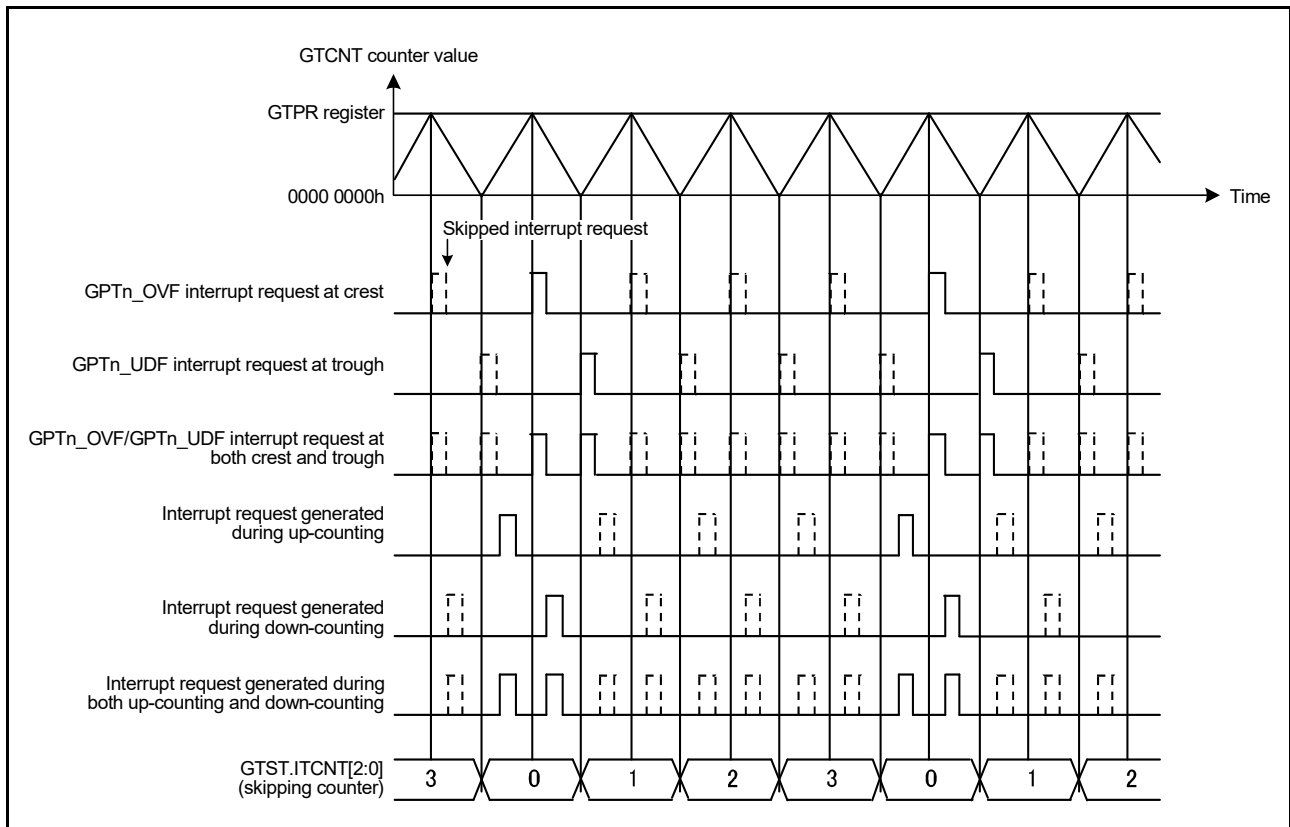 GTCNT counter value
GTPR register
0000 0000h
Time
Skipped interrupt request
GPTn_OVF interrupt request at crest
GPTn_UDF interrupt request at trough
GPTn_OVF/GPTn_UDF interrupt request at
both crest and trough
Interrupt request generated
during up-counting
Interrupt request generated
during down-counting
Interrupt request generated during
both up-counting and down-counting
GTST.ITCNT[2:0]
(skipping counter)
3 0 1 2 3 0 1 2